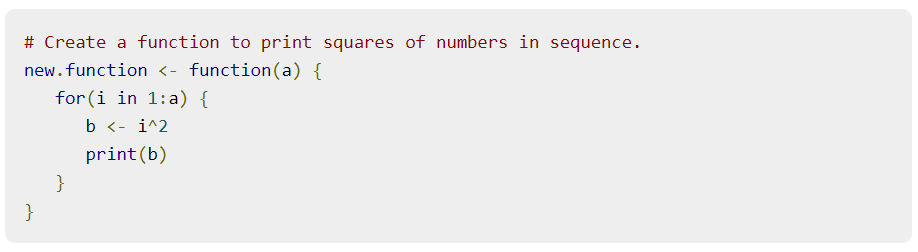 # Create a function to print squares of numbers in sequence.
new.function <- function(a) {
   for(i in 1:a) {
      b <- i^2
      print(b)
   }
}